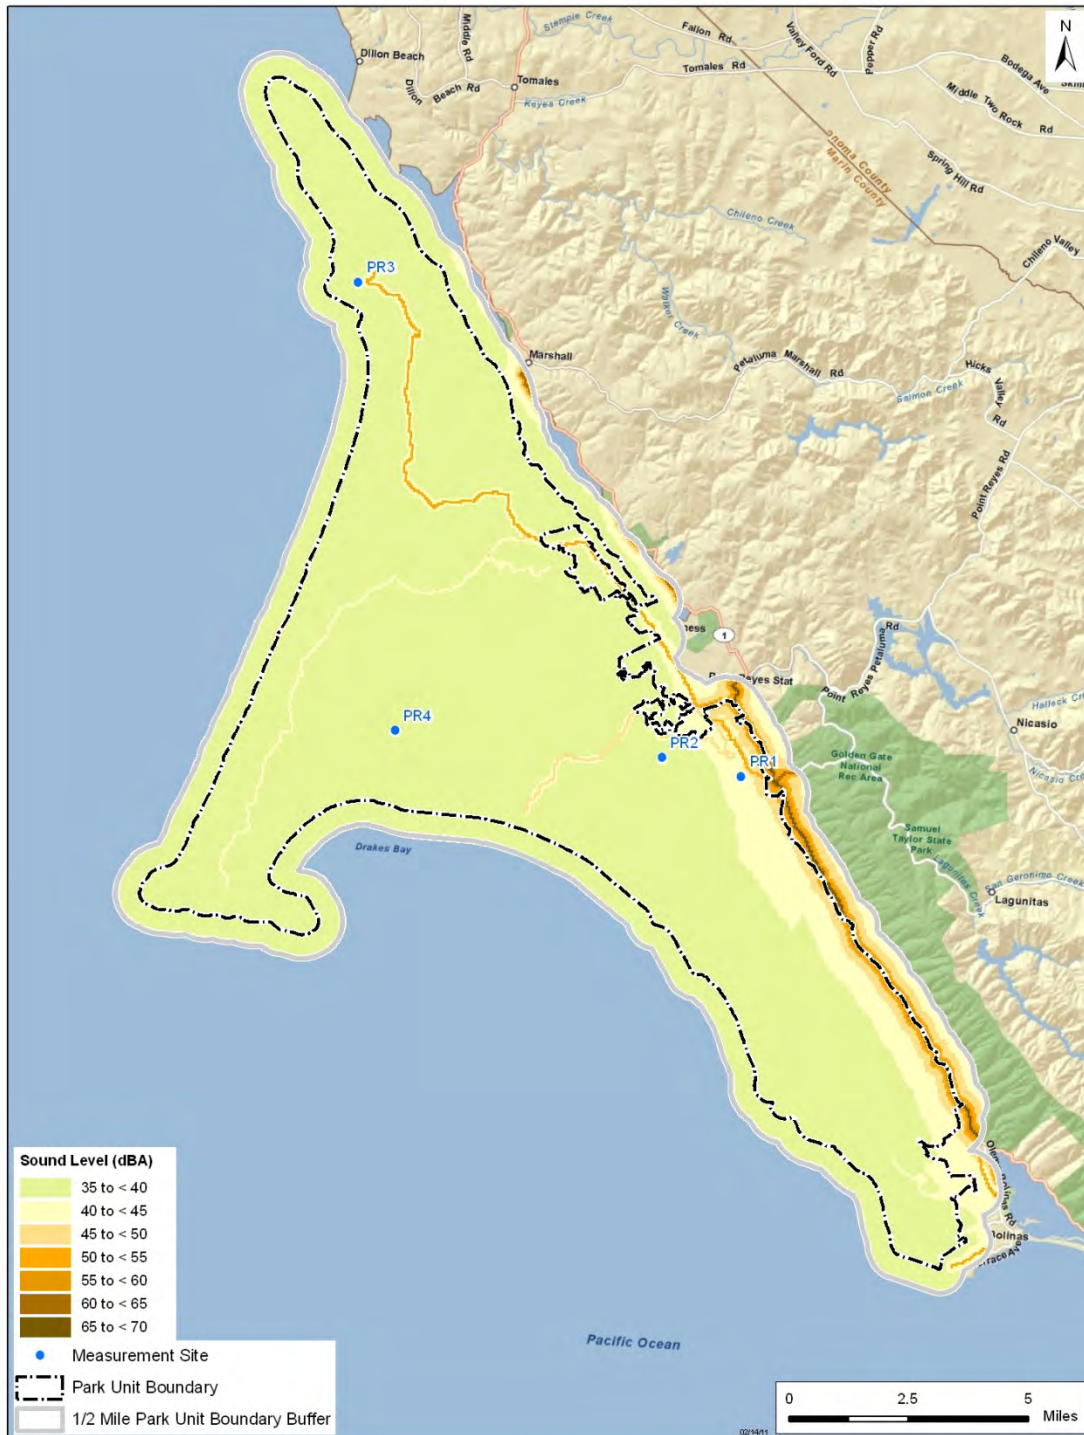 Dillon Beach
Middle Rd
Dillon Beach Rd
Tomales
Stemple Creek
Fallon Rd
Tomales Rd
Keyes Creek
Valley Ford Rd
Pepper Rd
Bodega Ave
Middle Two Rock Rd
Spring Hill Rd
Marin County
Chileno Creek
Chileno Valley
Walker Creek
N
PR3
Marshall
Petaluma Marshall Rd
Hicks Valley Rd
Salmon Creek
Point Reyes Rd
1
Point Reyes Petaluma Rd
Halleck
Nicasio
PR4
PR2
PR1
Golden Gate
National
Rec Area
Samuel
Taylor State
Park
Lagunitas Creek
San Geronimo Creek
Lagunitas
Drakes Bay
Pacific Ocean
Sound Level (dBA)
35 to < 40
40 to < 45
45 to < 50
50 to < 55
55 to < 60
60 to < 65
65 to < 70
Measurement Site
Park Unit Boundary
1/2 Mile Park Unit Boundary Buffer
0 2.5 5
Miles
02/14/11